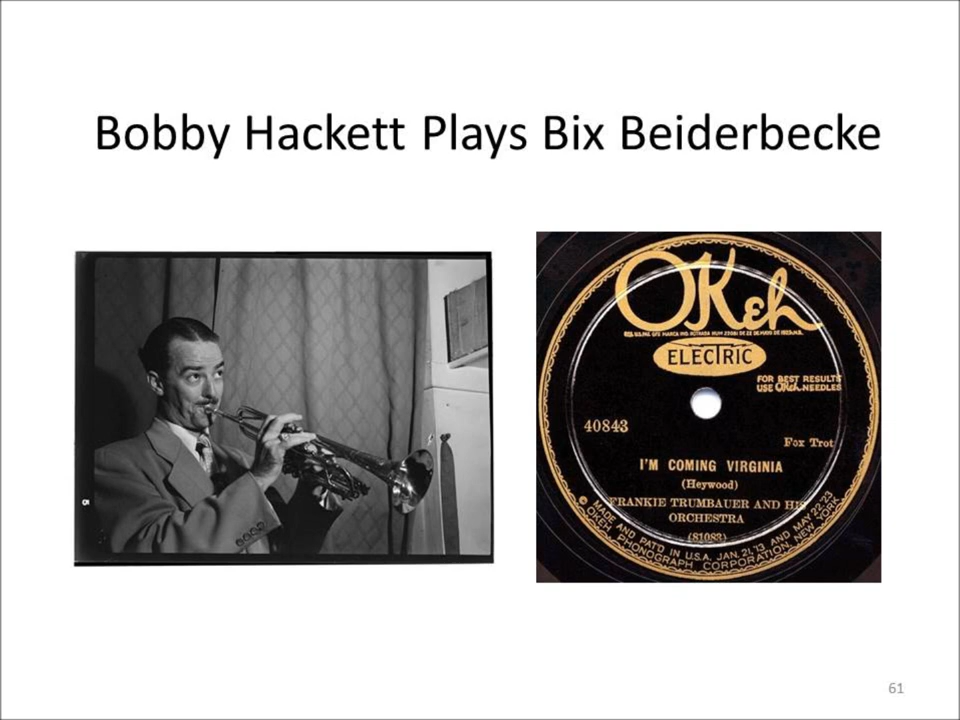 Bobby Hackett Plays Bix Beiderbecke
OKeh
ELECTRIC
FOR BEST RESULTS
USE OKeh NEEDLES
40843
Fox Trot
I'M COMING VIRGINIA
(Heywood)
FRANKIE TRUMBAUER AND HIS
ORCHESTRA
(81083)
MADE AND PAT'D IN U.S.A. JAN. 21, '13 AND MAY 22, '23
OKEH PHONOGRAPH CORPORATION, NEW YORK
61